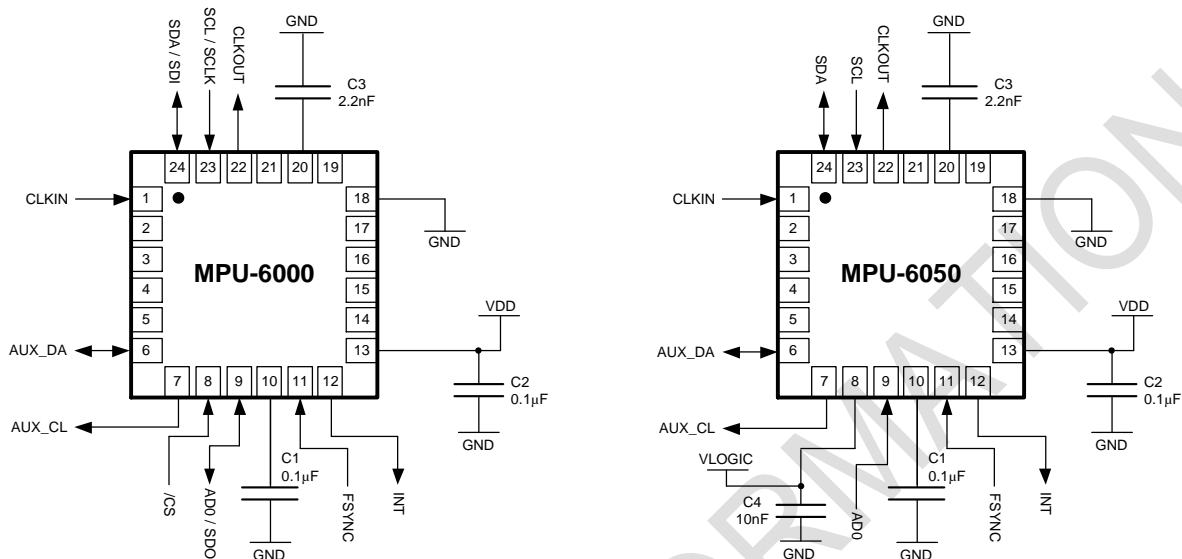 GND
SDA / SDI
SCL / SCLK
CLKOUT
C3
2.2nF
24 23 22 21 20 19
CLKIN
1
2
3
4
5
6
18
17
16
15
14
13
GND
MPU-6000
VDD
AUX_DA
C2
0.1µF
GND
7 8 9 10 11 12
AUX_CL
/CS
AD0 / SDO
C1
0.1µF
GND
FSYNC
INT
GND
SDA
SCL
CLKOUT
C3
2.2nF
24 23 22 21 20 19
CLKIN
1
2
3
4
5
6
18
17
16
15
14
13
GND
MPU-6050
VDD
AUX_DA
C2
0.1µF
GND
7 8 9 10 11 12
AUX_CL
VLOGIC
C4
10nF
GND
AD0
C1
0.1µF
GND
FSYNC
INT
ORMATION